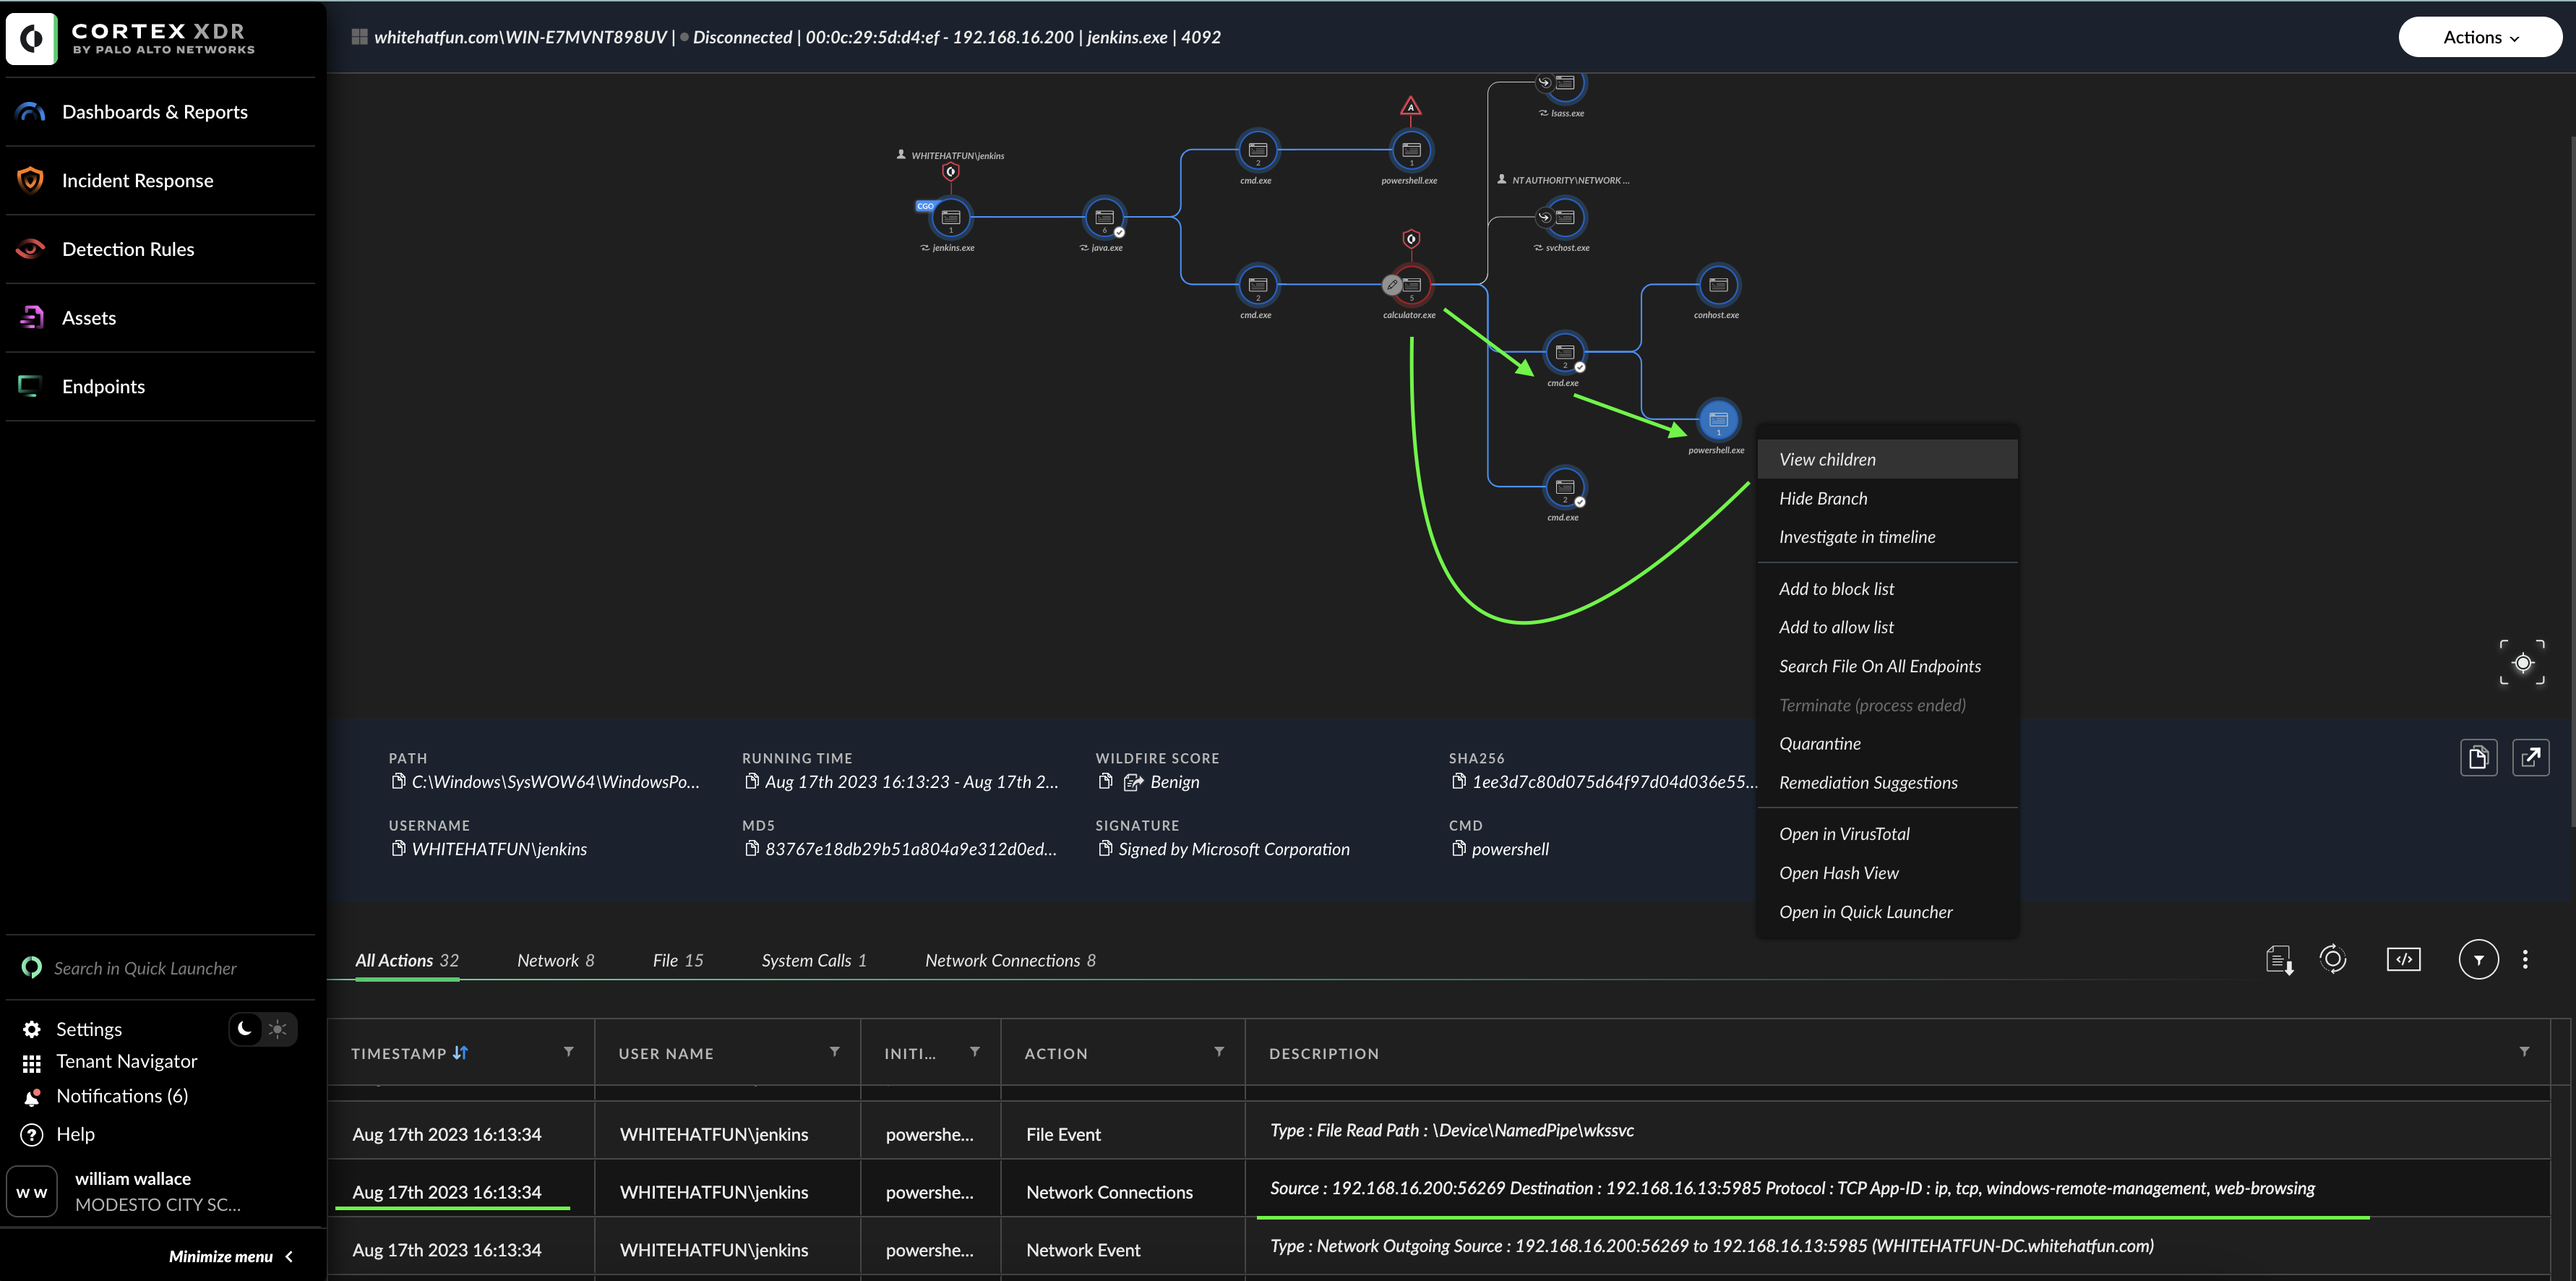 CORTEX XDR
BY PALO ALTO NETWORKS
Dashboards & Reports
Incident Response
Detection Rules
Assets
Endpoints
Search in Quick Launcher
Settings
Tenant Navigator
Notifications (6)
Help
W W
william wallace
MODESTO CITY SC...
Minimize menu
whitehatfun.com\WIN-E7MVNT898UV | Disconnected | 00:0c:29:5d:d4:ef - 192.168.16.200 | jenkins.exe | 4092
Actions
lsass.exe
A
WHITEHATFUN\jenkins
2
cmd.exe
1
powershell.exe
NT AUTHORITY\NETWORK ...
CGO
1
jenkins.exe
6
java.exe
svchost.exe
2
cmd.exe
5
calculator.exe
conhost.exe
2
cmd.exe
1
powershell.exe
2
cmd.exe
View children
Hide Branch
Investigate in timeline
Add to block list
Add to allow list
Search File On All Endpoints
Terminate (process ended)
Quarantine
Remediation Suggestions
Open in VirusTotal
Open Hash View
Open in Quick Launcher
PATH
C:\Windows\SysWOW64\WindowsPo...
RUNNING TIME
Aug 17th 2023 16:13:23 - Aug 17th 2...
WILDFIRE SCORE
Benign
SHA256
1ee3d7c80d075d64f97d04d036e55...
USERNAME
WHITEHATFUN\jenkins
MD5
83767e18db29b51a804a9e312d0ed...
SIGNATURE
Signed by Microsoft Corporation
CMD
powershell
All Actions 32 Network 8 File 15 System Calls 1 Network Connections 8
TIMESTAMP USER NAME INITI... ACTION DESCRIPTION
Aug 17th 2023 16:13:34 WHITEHATFUN\jenkins powershe... File Event Type : File Read Path : \Device\NamedPipe\wkssvc
Aug 17th 2023 16:13:34 WHITEHATFUN\jenkins powershe... Network Connections Source : 192.168.16.200:56269 Destination : 192.168.16.13:5985 Protocol : TCP App-ID : ip, tcp, windows-remote-management, web-browsing
Aug 17th 2023 16:13:34 WHITEHATFUN\jenkins powershe... Network Event Type : Network Outgoing Source : 192.168.16.200:56269 to 192.168.16.13:5985 (WHITEHATFUN-DC.whitehatfun.com)